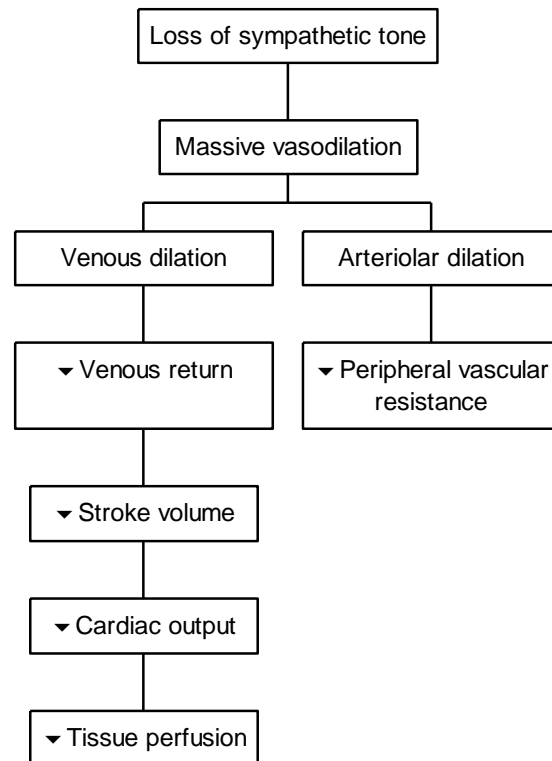 Loss of sympathetic tone
Massive vasodilation
Venous dilation
Arteriolar dilation
▼ Venous return
▼ Peripheral vascular
resistance
▼ Stroke volume
▼ Cardiac output
▼ Tissue perfusion